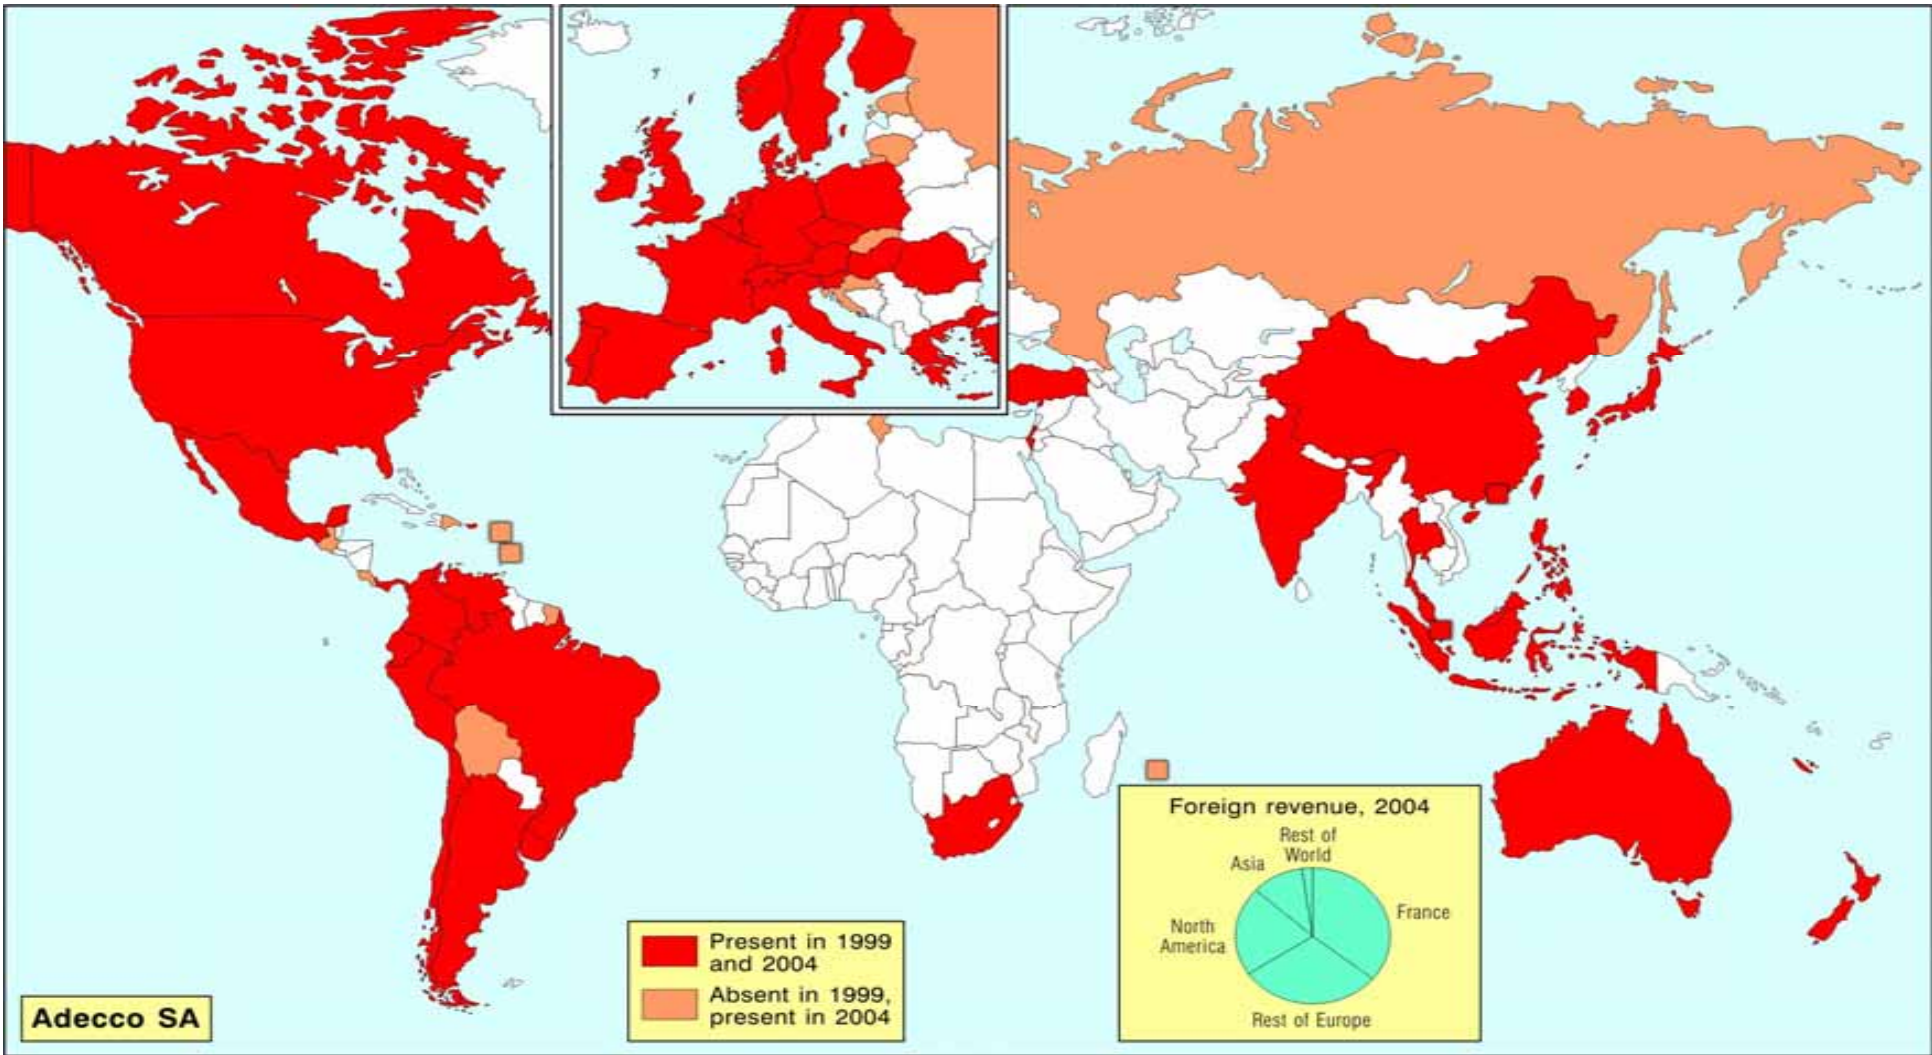 Foreign revenue, 2004
Rest of
World
Asia
France
North
America
Rest of Europe
Present in 1999
and 2004
Absent in 1999,
present in 2004
Adecco SA